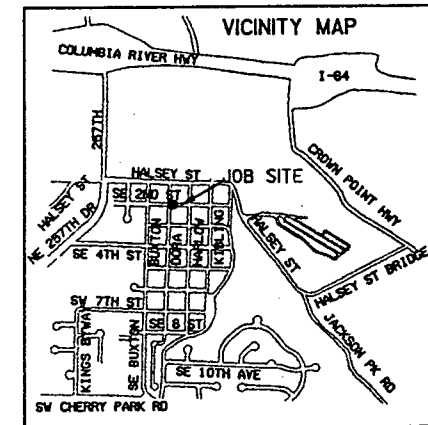 VICINITY MAP
COLUMBIA RIVER HWY
I-84
257TH
CROWN POINT HWY
HALSEY ST
JOB SITE
SE 2ND ST
HALSEY ST
NE 257TH DR
BUXTON
DORA
HARLOW
KIBLING
HALSEY ST
SE 4TH ST
HALSEY ST BRIDGE
SW 7TH ST
SE 8 ST
JACKSON PK RD
KINGS BYWAY
SE BUXTON
SE 10TH AVE
SW CHERRY PARK RD